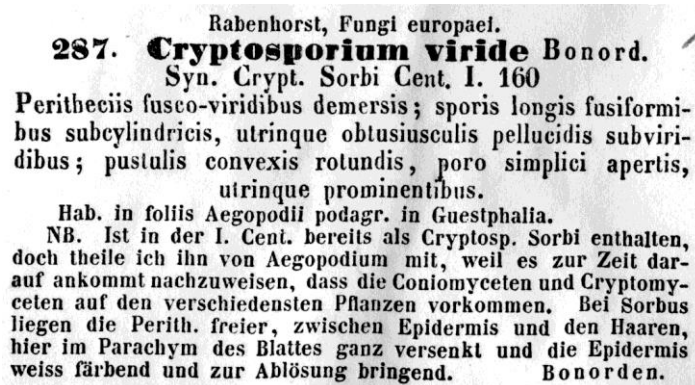 Rabenhorst, Fungi europaei.
287. Cryptosporium viride Bonord.
Syn. Crypt. Sorbi Cent. I. 160
Peritheciis fusco-viridibus demersis; sporis longis fusiformi-
bus subcylindricis, utrinque obtusiusculis pellucidis subviri-
dibus; pustulis convexis rotundis, poro simplici apertis,
utrinque prominentibus.
Hab. in foliis Aegopodii podagr. in Guestphalia.
NB. Ist in der I. Cent. bereits als Cryptosp. Sorbi enthalten,
doch theile ich ihn von Aegopodium mit, weil es zur Zeit dar-
auf ankommt nachzuweisen, dass die Coniomyceten und Cryptomy-
ceten auf den verschiedensten Pflanzen vorkommen. Bei Sorbus
liegen die Perith. freier, zwischen Epidermis und den Haaren,
hier im Parachym des Blattes ganz versenkt und die Epidermis
weiss färbend und zur Ablösung bringend. Bonorden.